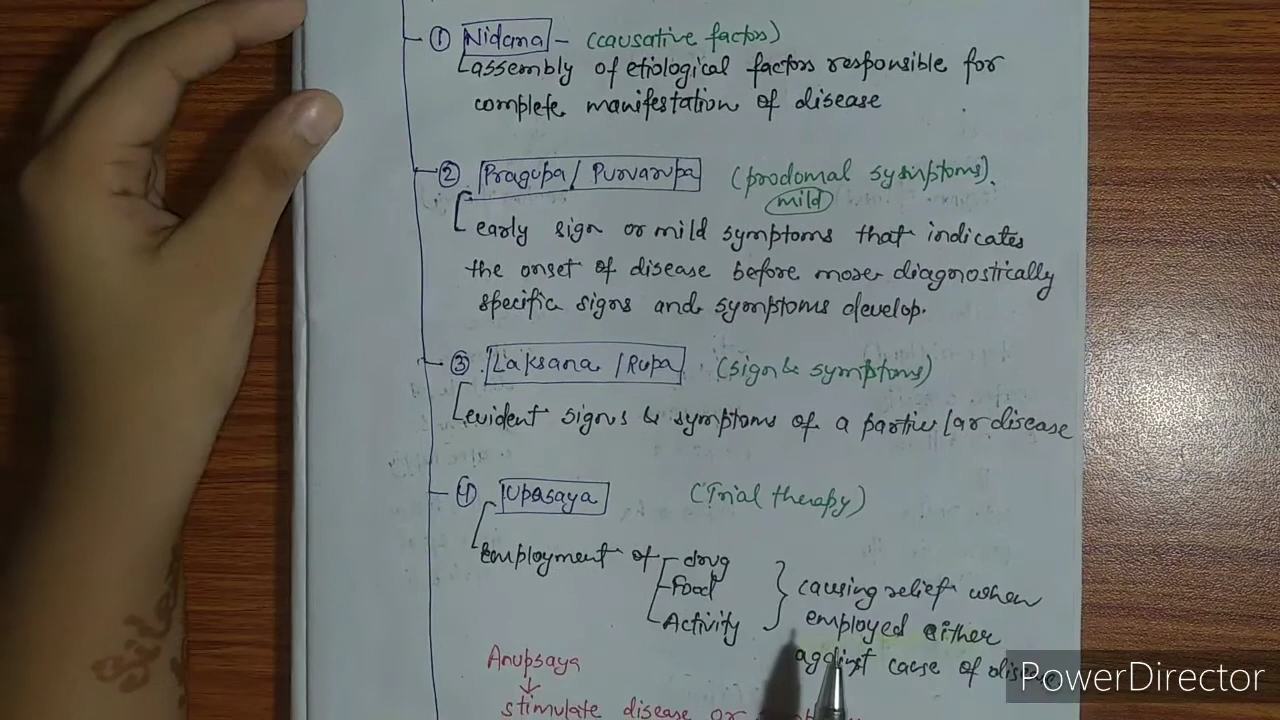 ① Nidana - (causative factors)
assembly of etiological factors responsible for
complete manifestation of disease
② Pragupa / Purvarupa (prodomal symptoms).
mild
early sign or mild symptoms that indicates
the onset of disease before more diagnostically
specific signs and symptoms develop.
③ Laksana / Rupa (sign & symptoms)
evident signs & symptoms of a particular disease
④ Upasaya (Trial therapy)
Employment of drug
Food
Activity
causing relief when
employed either
against cause of
Anupsaya
↓
stimulate disease or
PowerDirector